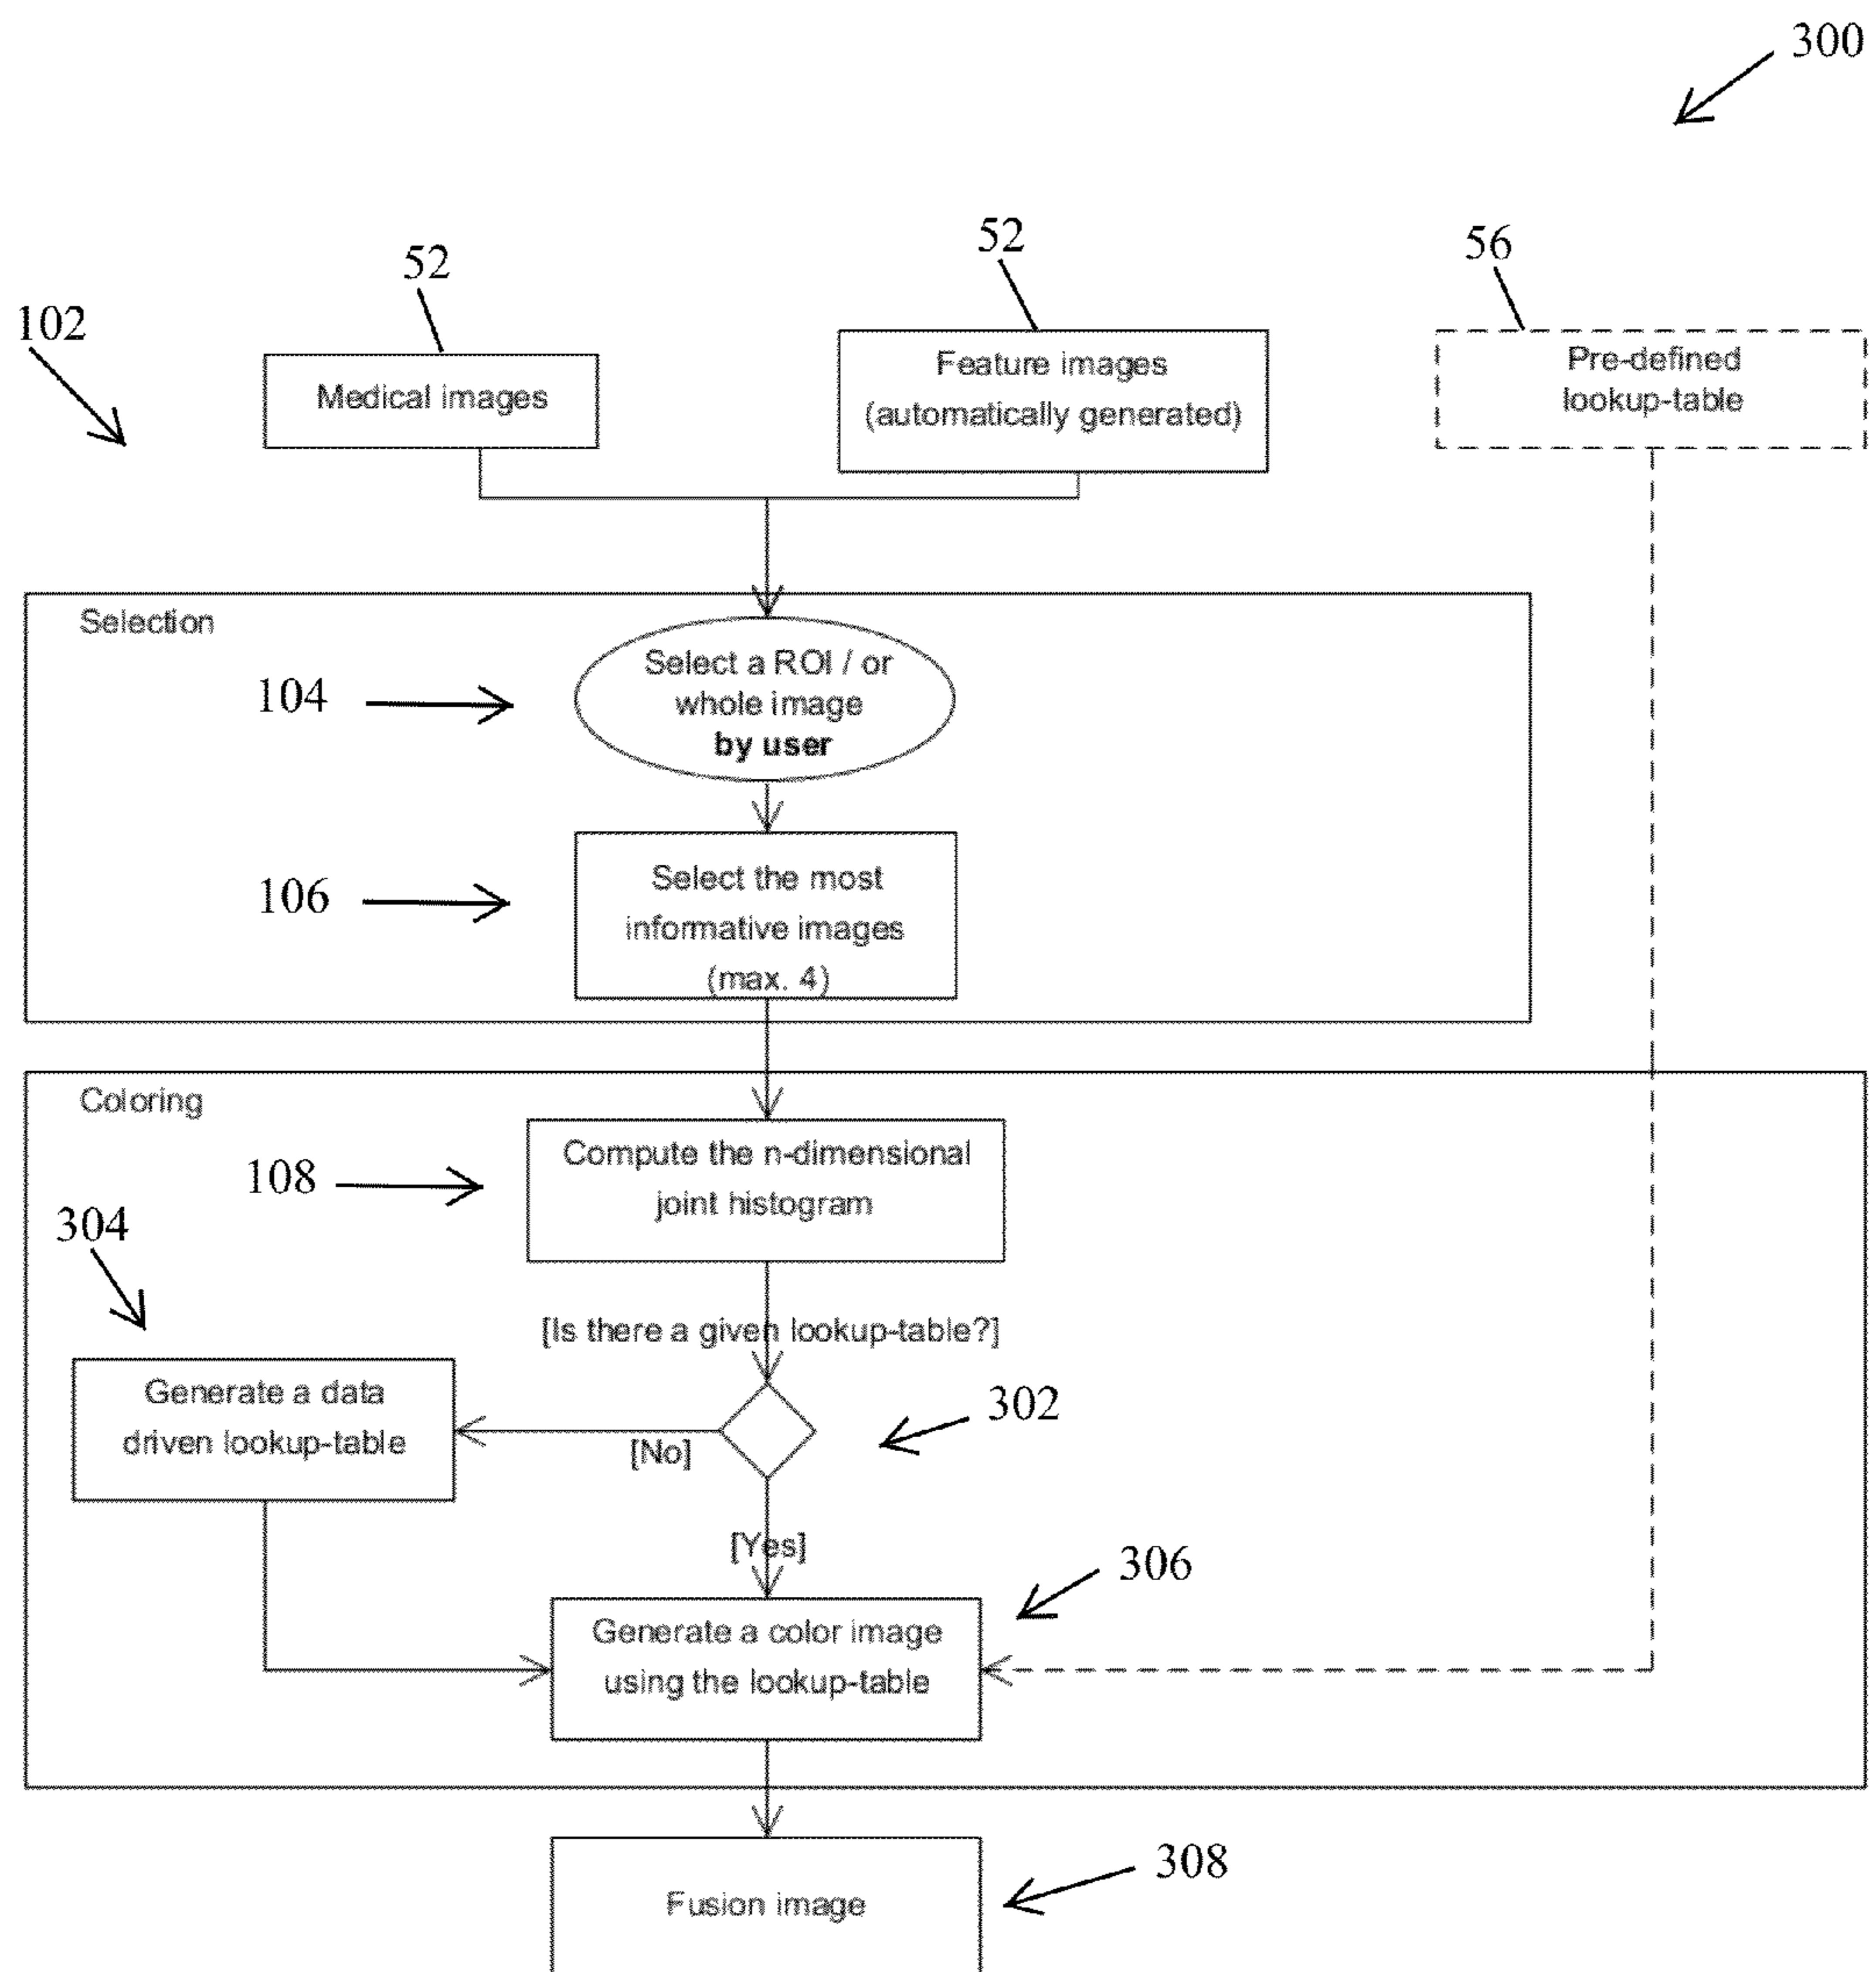 300
52
52
56
102
Medical images
Feature images
(automatically generated)
Pre-defined
lookup-table
Selection
104
Select a ROI / or
whole image
by user
106
Select the most
informative images
(max. 4)
Coloring
108
Compute the n-dimensional
joint histogram
304
[Is there a given lookup-table?]
Generate a data
driven lookup-table
[No]
302
[Yes]
306
Generate a color image
using the lookup-table
308
Fusion image